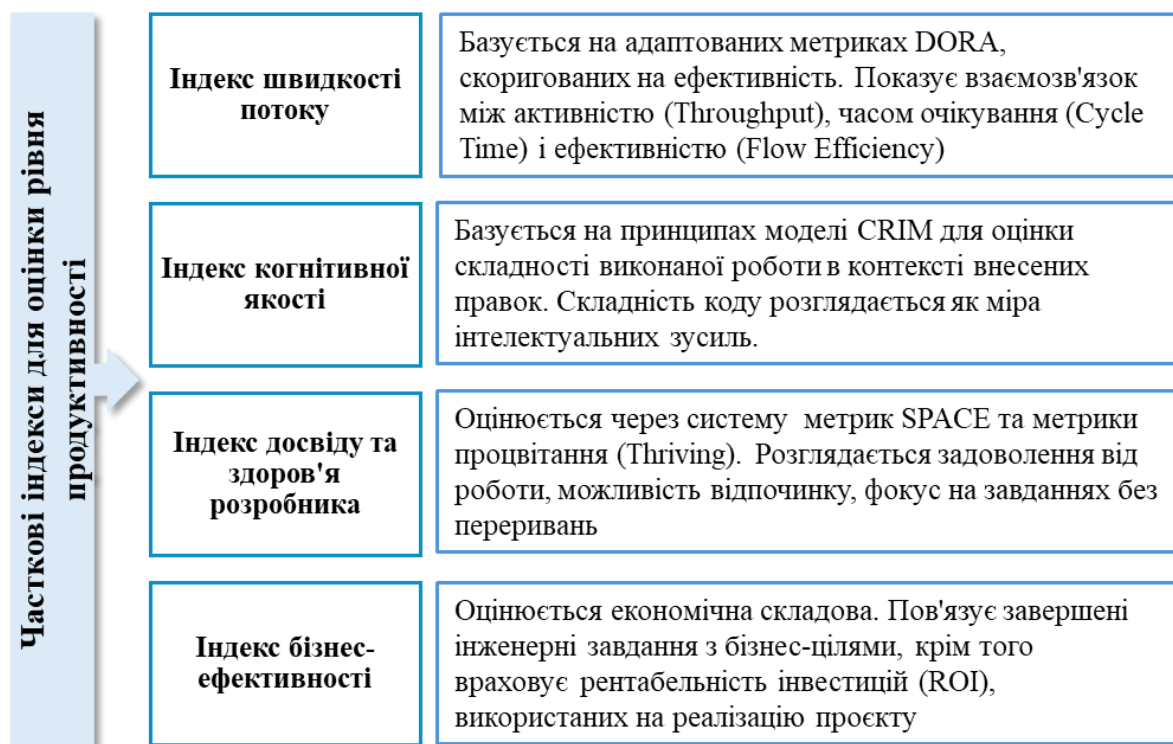 Часткові індекси для оцінки рівня
продуктивності
Індекс швидкості
потоку
Базується на адаптованих метриках DORA,
скоригованих на ефективність. Показує взаємозв'язок
між активністю (Throughput), часом очікування (Cycle
Time) і ефективністю (Flow Efficiency)
Індекс когнітивної
якості
Базується на принципах моделі CRIM для оцінки
складності виконаної роботи в контексті внесених
правок. Складність коду розглядається як міра
інтелектуальних зусиль.
Індекс досвіду та
здоров'я
розробника
Оцінюється через систему метрик SPACE та метрики
процвітання (Thriving). Розглядається задоволення від
роботи, можливість відпочинку, фокус на завданнях без
переривань
Індекс бізнес-
ефективності
Оцінюється економічна складова. Пов'язує завершені
інженерні завдання з бізнес-цілями, крім того
враховує рентабельність інвестицій (ROI),
використаних на реалізацію проєкту